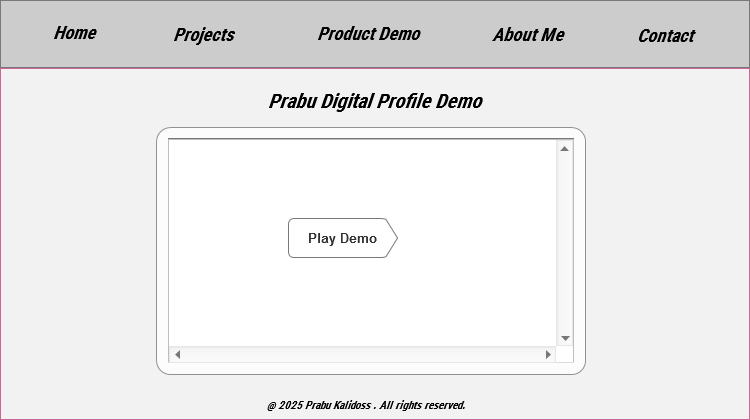 Home Projects Product Demo About Me Contact
Prabu Digital Profile Demo
Play Demo
@ 2025 Prabu Kalidoss . All rights reserved.